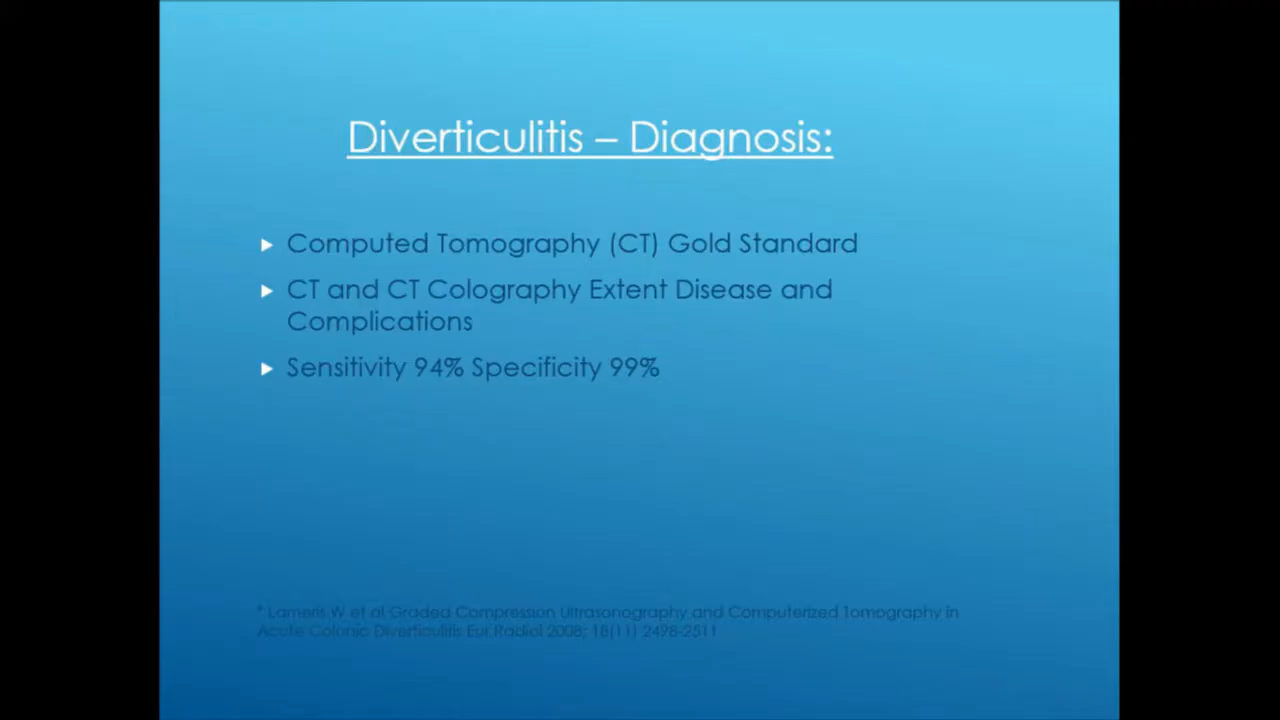 Diverticulitis – Diagnosis:
Computed Tomography (CT) Gold Standard
CT and CT Colography Extent Disease and
Complications
Sensitivity 94% Specificity 99%
* Lameris W et al Graded Compression Ultrasonography and Computerized Tomography in
Acute Colonic Diverticulitis Eur Radiol 2008; 18(11) 2498-2511